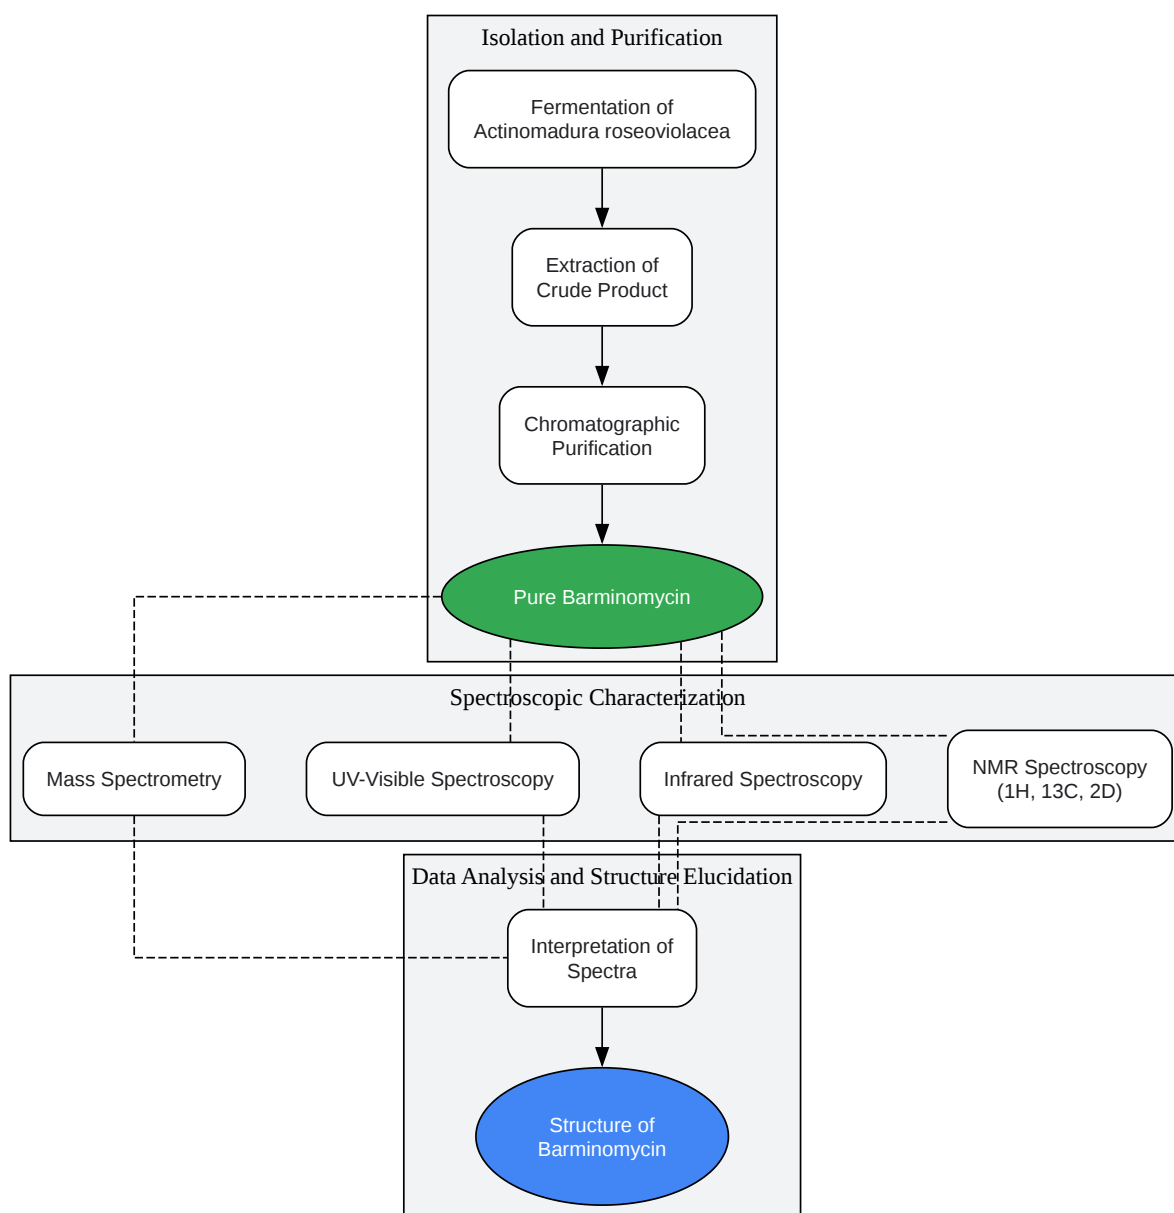 Isolation and Purification
Fermentation of
Actinomadura roseoviolacea
Extraction of
Crude Product
Chromatographic
Purification
Pure Barminomycin
Spectroscopic Characterization
Mass Spectrometry
UV-Visible Spectroscopy
Infrared Spectroscopy
NMR Spectroscopy
(1H, 13C, 2D)
Data Analysis and Structure Elucidation
Interpretation of
Spectra
Structure of
Barminomycin